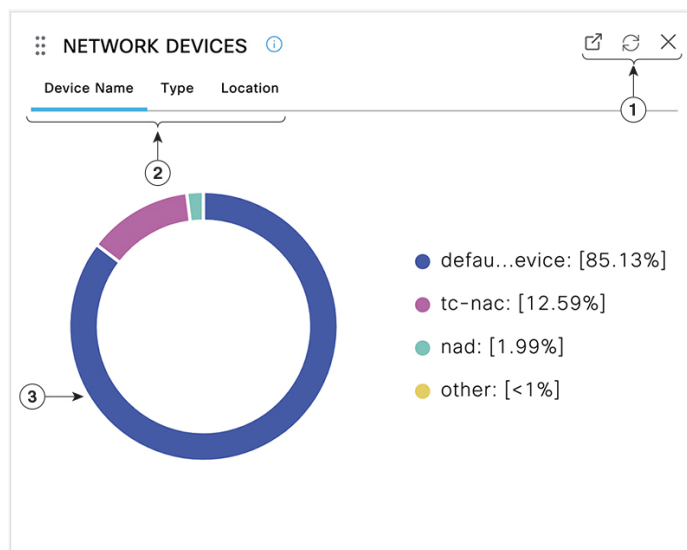 NETWORK DEVICES
Device Name Type Location
1
2
defau...evice: [85.13%]
tc-nac: [12.59%]
nad: [1.99%]
other: [<1%]
3